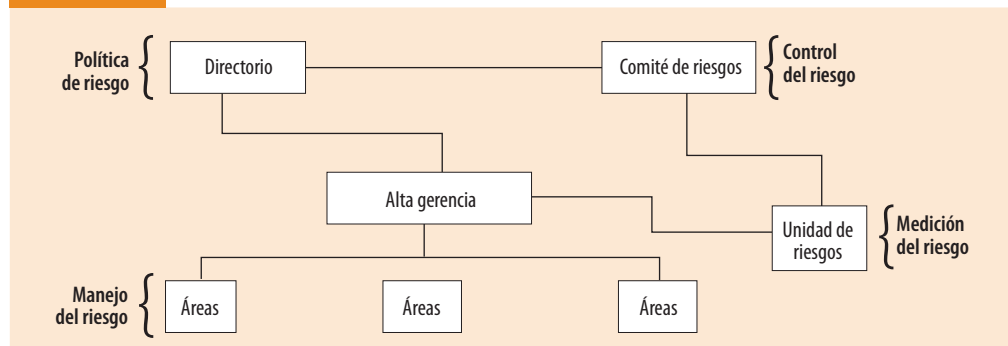 Política
de riesgo
Directorio
Comité de riesgos
Control
del riesgo
Alta gerencia
Unidad de
riesgos
Medición
del riesgo
Manejo
del riesgo
Áreas
Áreas
Áreas